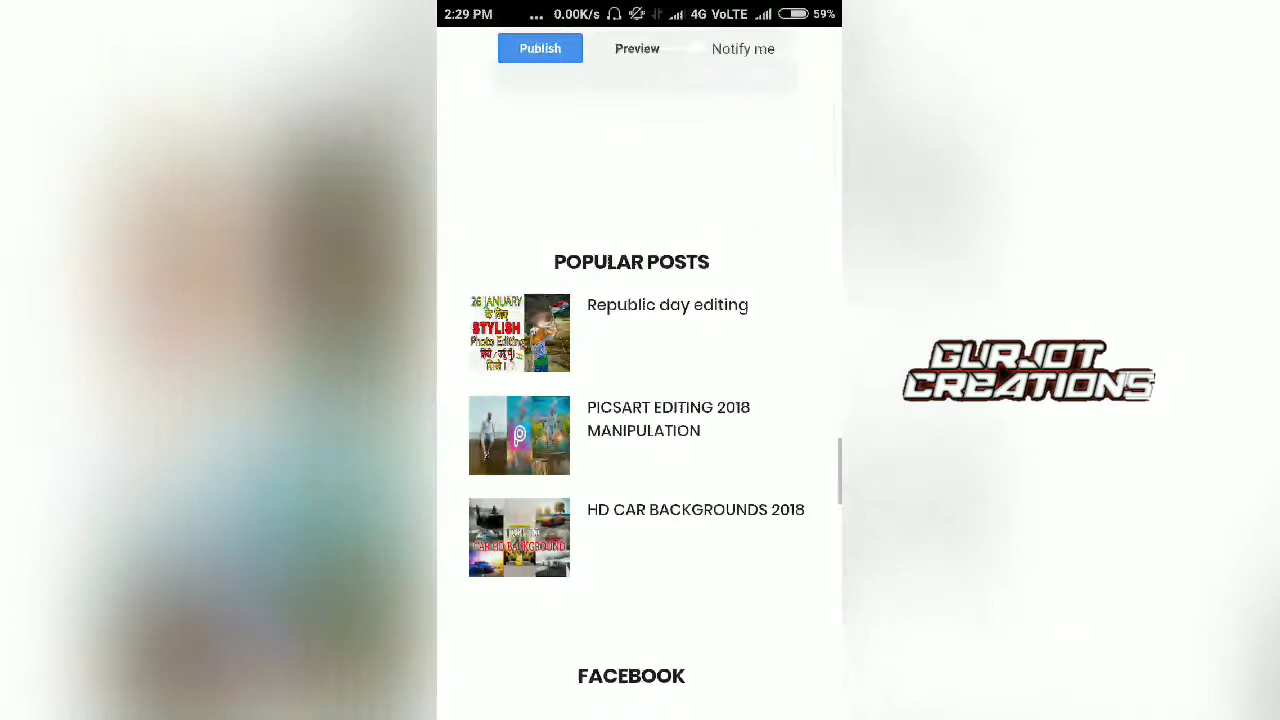 2:29 PM ... 0.00K/s 4G VoLTE 59%
Publish Preview Notify me
POPULAR POSTS
26 JANUARY
के लिए
STYLISH
Photo Editing
Republic day editing
PICSART EDITING 2018
MANIPULATION
HD CAR BACKGROUNDS 2018
CAR HD BACKGROUND
FACEBOOK
GURJOT
CREATIONS